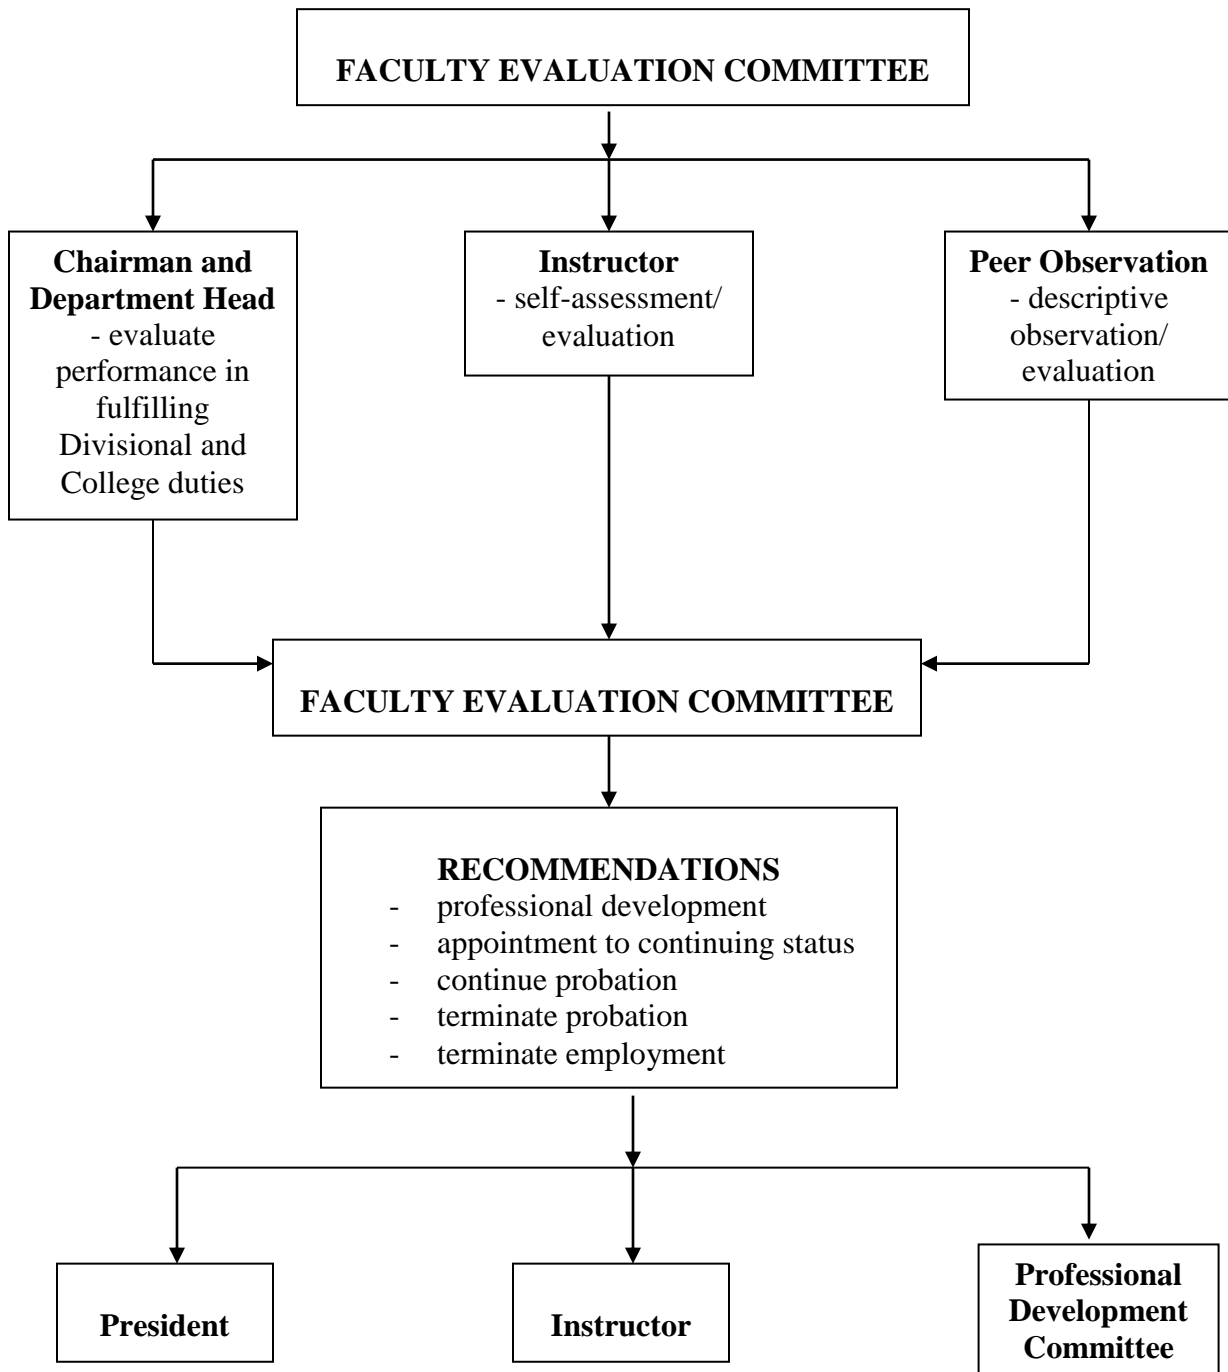 FACULTY EVALUATION COMMITTEE
Chairman and
Department Head
- evaluate
performance in
fulfilling
Divisional and
College duties
Instructor
- self-assessment/
evaluation
Peer Observation
- descriptive
observation/
evaluation
FACULTY EVALUATION COMMITTEE
RECOMMENDATIONS
- professional development
- appointment to continuing status
- continue probation
- terminate probation
- terminate employment
President
Instructor
Professional
Development
Committee